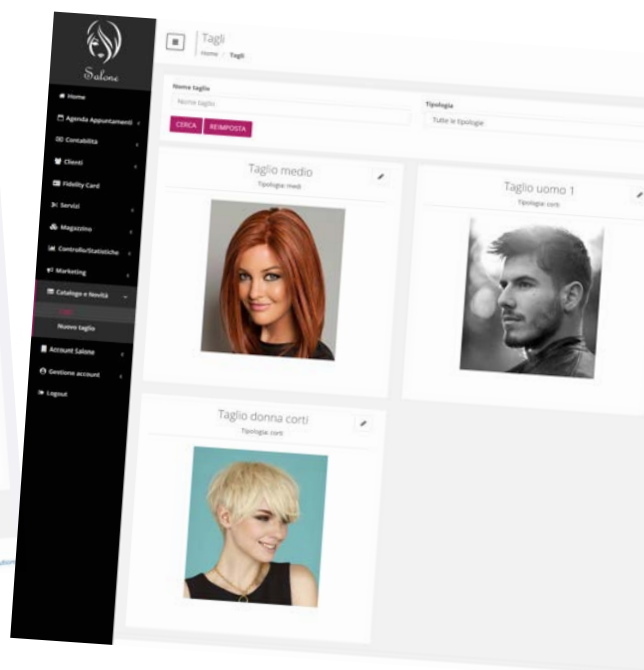 Salone
Home
Agenda Appuntamenti
Contabilità
Clienti
Fidelity Card
Servizi
Magazzino
Controllo/Statistiche
Marketing
Catalogo e Novità
Tagli
Nuovo taglio
Account Salone
Gestione account
Logout
Tagli
Home / Tagli
Nome taglio
Nome taglio
Tipologia
Tutte le tipologie
CERCA
REIMPOSTA
Taglio medio
Tipologia: medi
Taglio uomo 1
Tipologia: corti
Taglio donna corti
Tipologia: corti